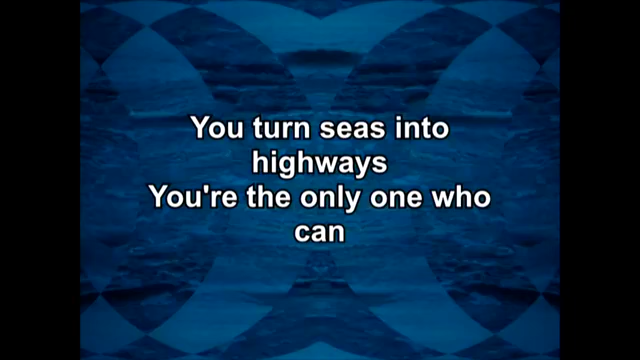 You turn seas into
highways
You're the only one who
can